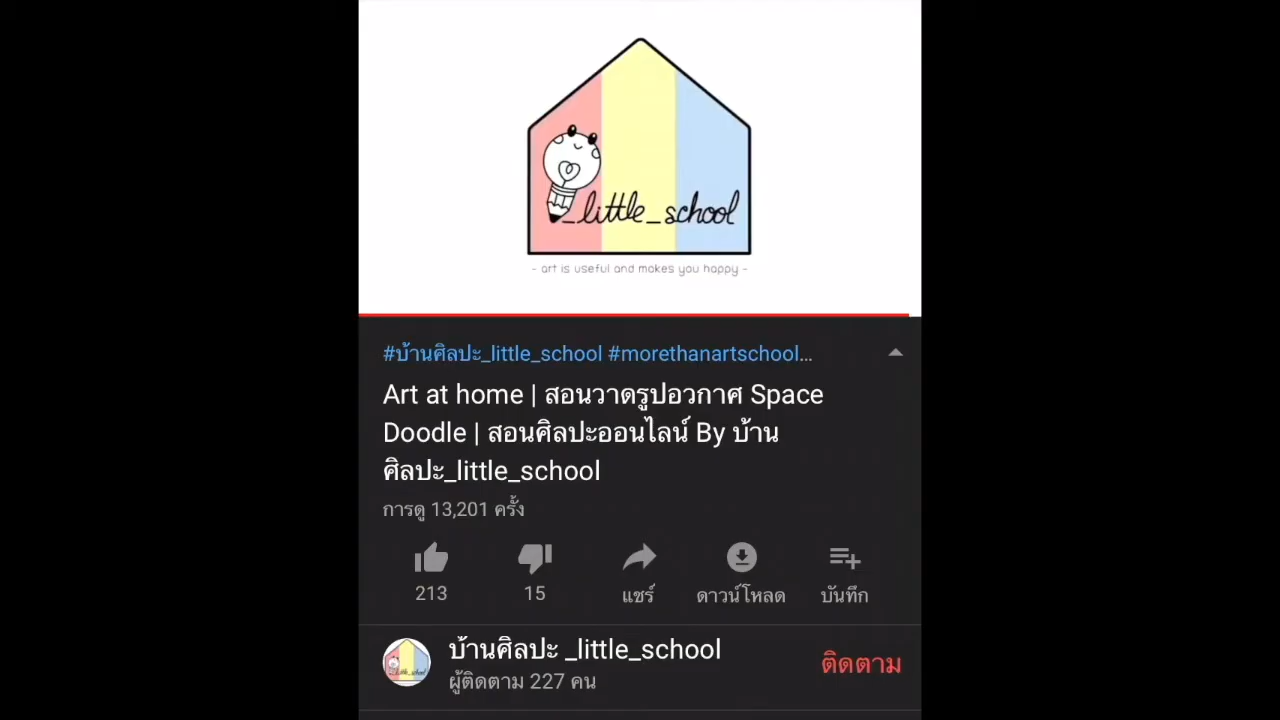 _little_school
- art is useful and makes you happy -
#บ้านศิลปะ_little_school #morethanartschool...
Art at home | สอนวาดรูปอวกาศ Space
Doodle | สอนศิลปะออนไลน์ By บ้าน
ศิลปะ_little_school
การดู 13,201 ครั้ง
213 15 แชร์ ดาวน์โหลด บันทึก
_little_school
บ้านศิลปะ _little_school
ผู้ติดตาม 227 คน
ติดตาม